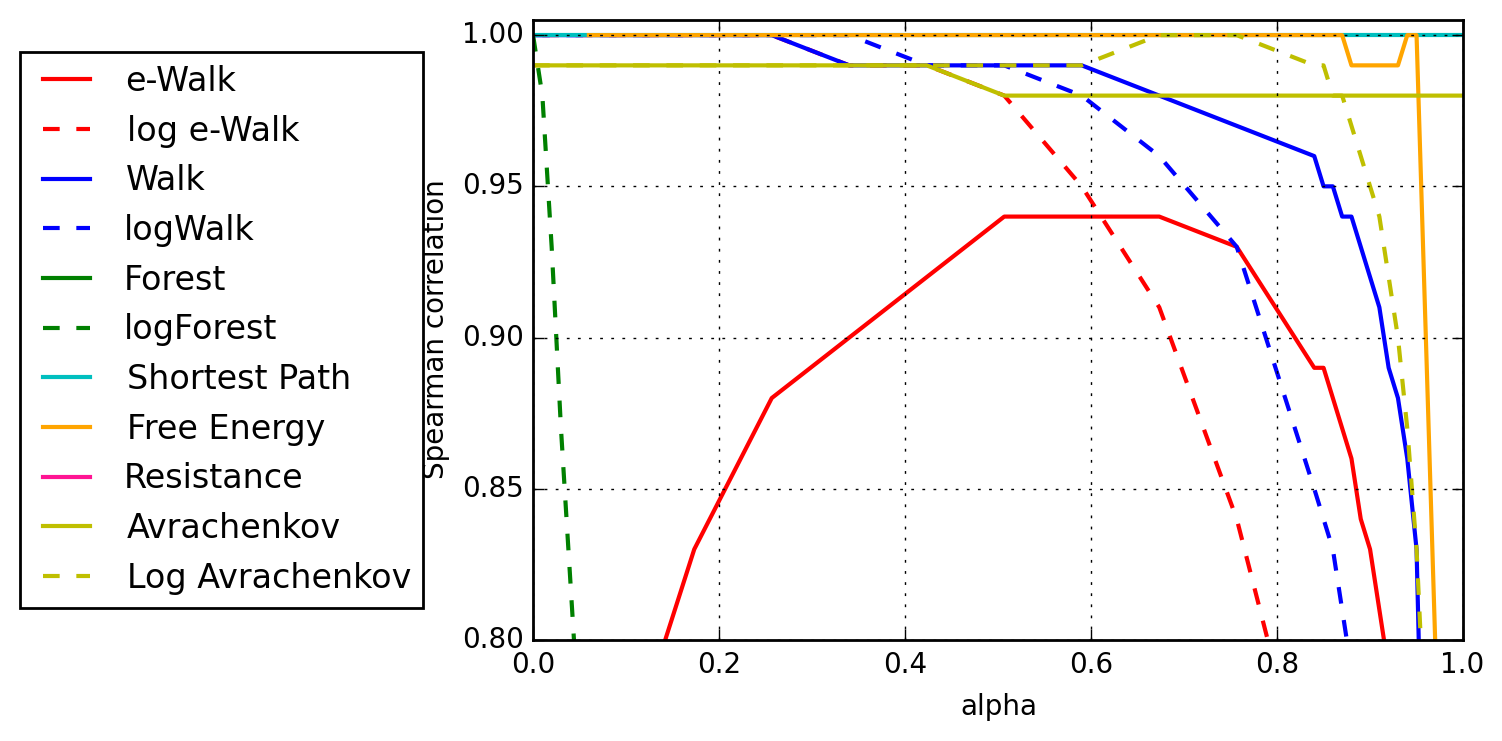 e-Walk
log e-Walk
Walk
logWalk
Forest
logForest
Shortest Path
Free Energy
Resistance
Avrachenkov
Log Avrachenkov
Spearman correlation
1.00
0.95
0.90
0.85
0.80
0.0 0.2 0.4 0.6 0.8 1.0
alpha